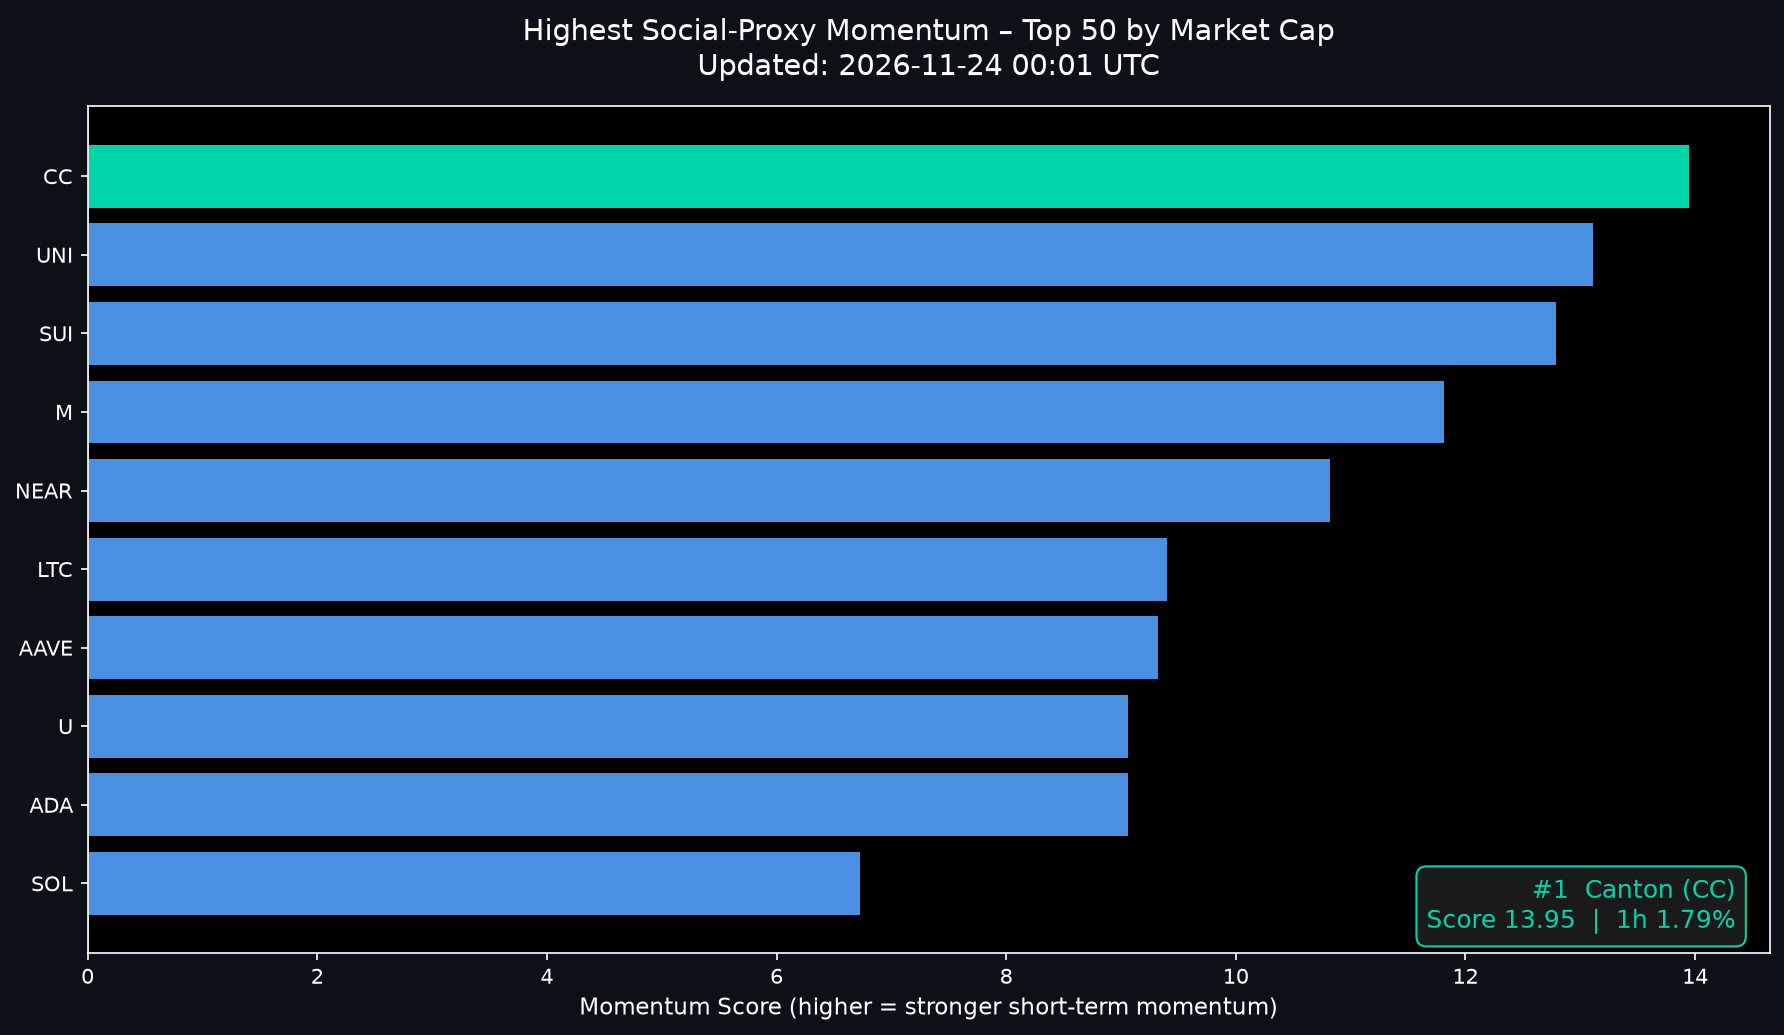 Highest Social-Proxy Momentum – Top 50 by Market Cap
Updated: 2026-11-24 00:01 UTC
CC
UNI
SUI
M
NEAR
LTC
AAVE
U
ADA
SOL
#1 Canton (CC)
Score 13.95 | 1h 1.79%
0 2 4 6 8 10 12 14
Momentum Score (higher = stronger short-term momentum)